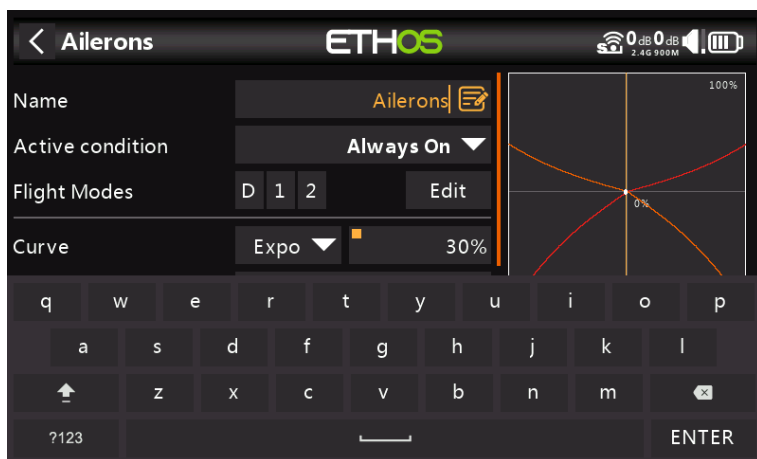 Ailerons
ETHOS
0 dB 0 dB
2.4G 900M
Name
Ailerons
100%
Active condition
Always On
Flight Modes
D 1 2
Edit
0%
Curve
Expo
30%
q w e r t y u i o p
a s d f g h j k l
z x c v b n m
?123
ENTER